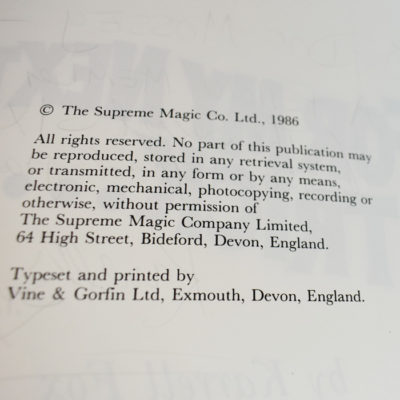 © The Supreme Magic Co. Ltd., 1986
All rights reserved. No part of this publication may
be reproduced, stored in any retrieval system,
or transmitted, in any form or by any means,
electronic, mechanical, photocopying, recording or
otherwise, without permission of
The Supreme Magic Company Limited,
64 High Street, Bideford, Devon, England.
Typeset and printed by
Vine & Gorfin Ltd, Exmouth, Devon, England.
by Karrell Fox